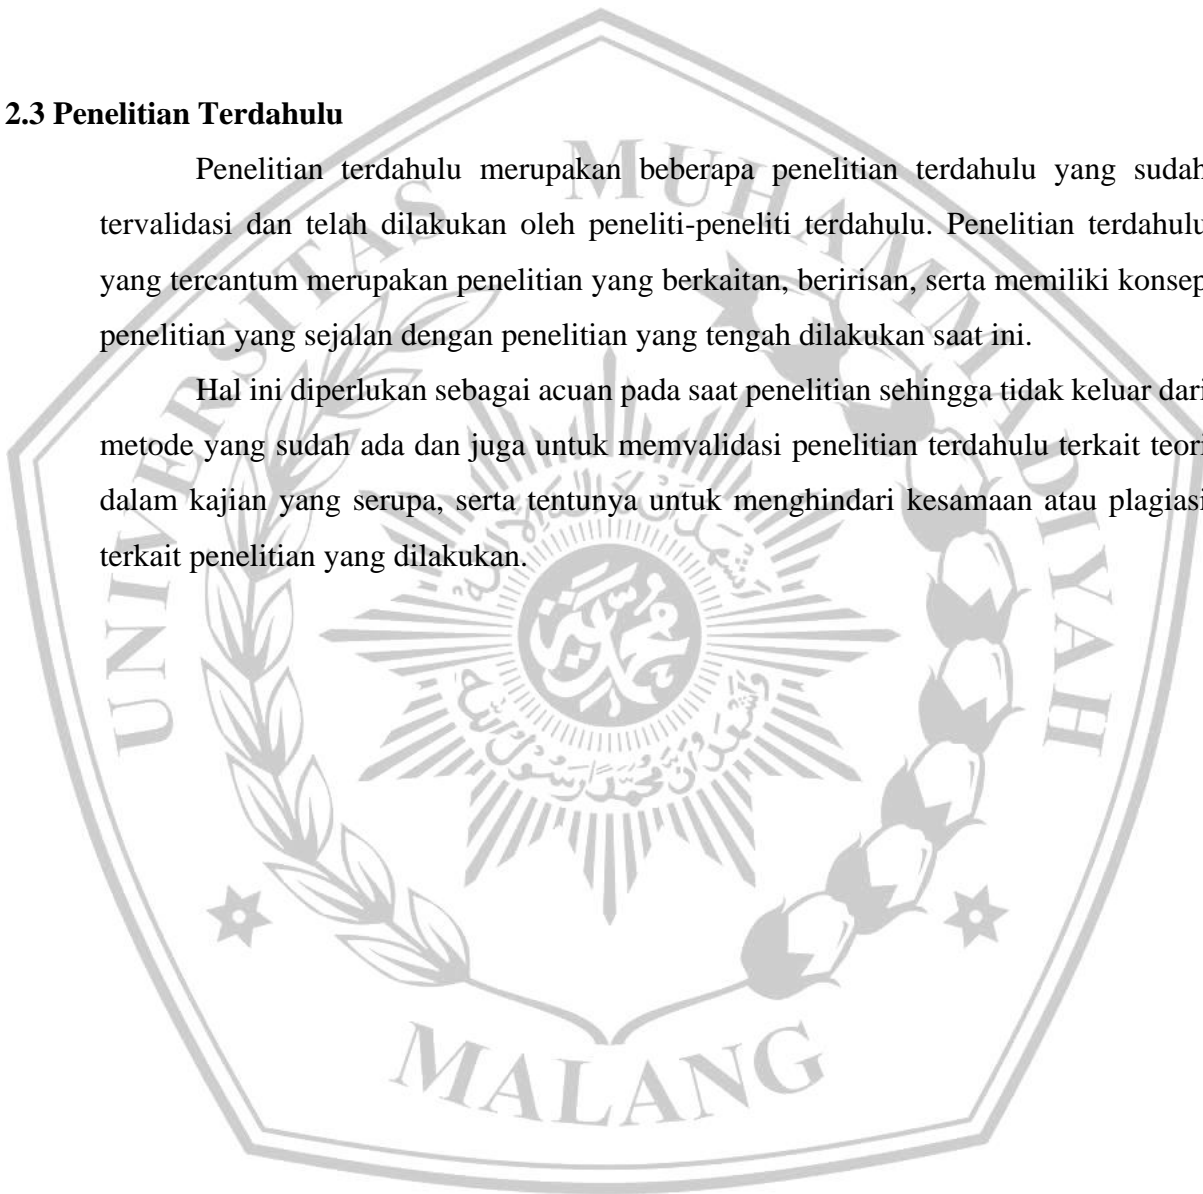 2.3 Penelitian Terdahulu
Penelitian terdahulu merupakan beberapa penelitian terdahulu yang sudah
tervalidasi dan telah dilakukan oleh peneliti-peneliti terdahulu. Penelitian terdahulu
yang tercantum merupakan penelitian yang berkaitan, beririsan, serta memiliki konsep
penelitian yang sejalan dengan penelitian yang tengah dilakukan saat ini.
Hal ini diperlukan sebagai acuan pada saat penelitian sehingga tidak keluar dari
metode yang sudah ada dan juga untuk memvalidasi penelitian terdahulu terkait teori
dalam kajian yang serupa, serta tentunya untuk menghindari kesamaan atau plagiasi
terkait penelitian yang dilakukan.
UNIVERSITAS MUHAMMADIYAH
MALANG